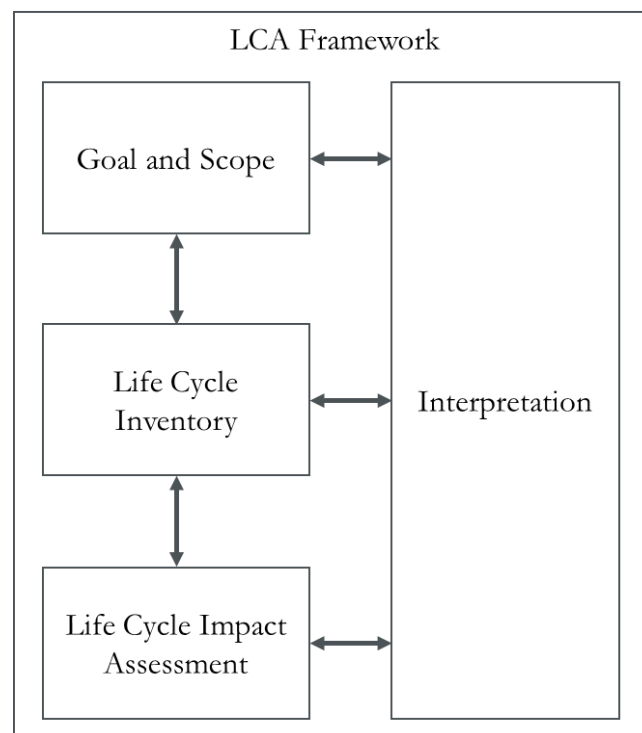 LCA Framework
Goal and Scope
Life Cycle
Inventory
Interpretation
Life Cycle Impact
Assessment